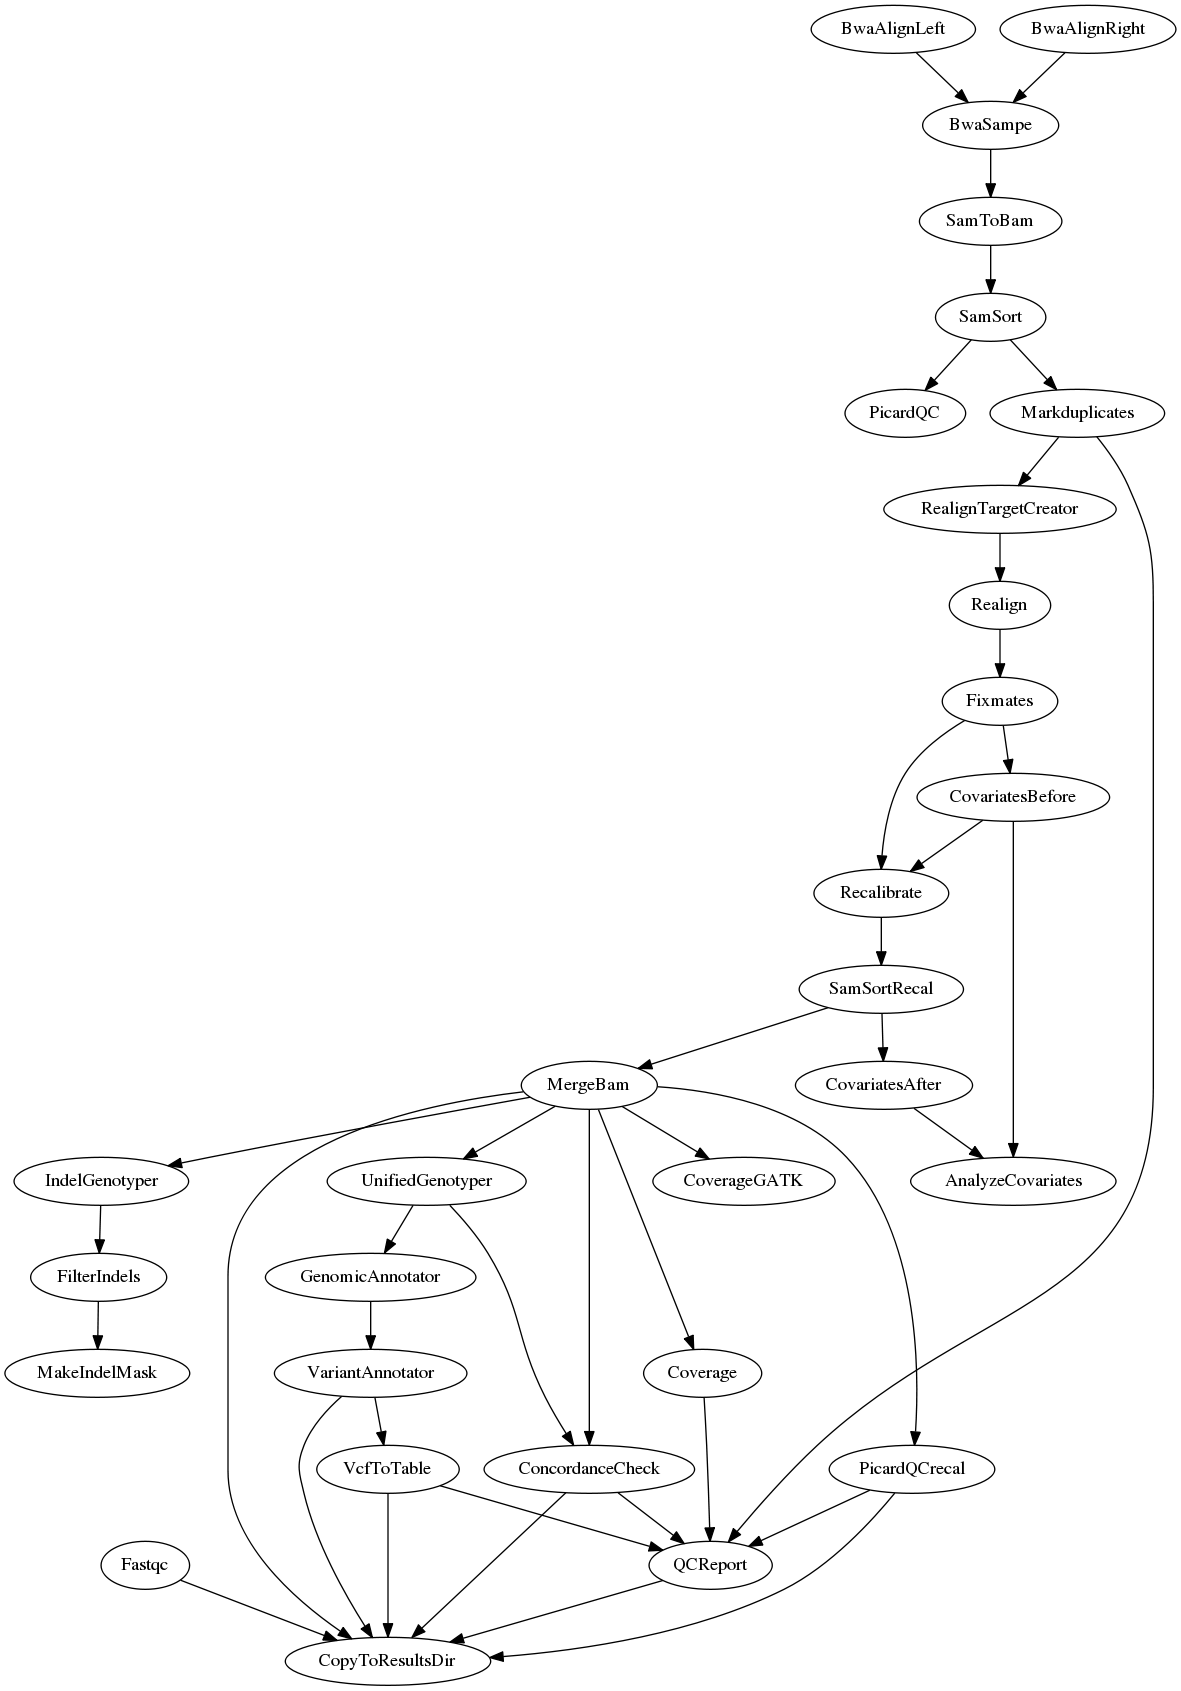 BwaAlignLeft
BwaAlignRight
BwaSampe
SamToBam
SamSort
PicardQC
Markduplicates
RealignTargetCreator
Realign
Fixmates
CovariatesBefore
Recalibrate
SamSortRecal
MergeBam
CovariatesAfter
IndelGenotyper
UnifiedGenotyper
CoverageGATK
AnalyzeCovariates
FilterIndels
GenomicAnnotator
MakeIndelMask
VariantAnnotator
Coverage
VcfToTable
ConcordanceCheck
PicardQCrecal
Fastqc
QCReport
CopyToResultsDir